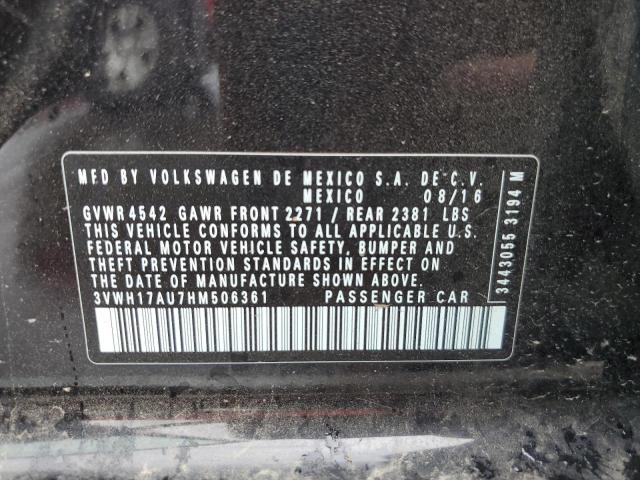 MFD BY VOLKSWAGEN DE MEXICO S.A. DE C.V.
MEXICO 08/16
GVWR 4542 GAWR FRONT 2271 / REAR 2381 LBS
THIS VEHICLE CONFORMS TO ALL APPLICABLE U.S.
FEDERAL MOTOR VEHICLE SAFETY, BUMPER AND
THEFT PREVENTION STANDARDS IN EFFECT ON
THE DATE OF MANUFACTURE SHOWN ABOVE.
3VWH17AU7HM506361 PASSENGER CAR
3443055 3194 M